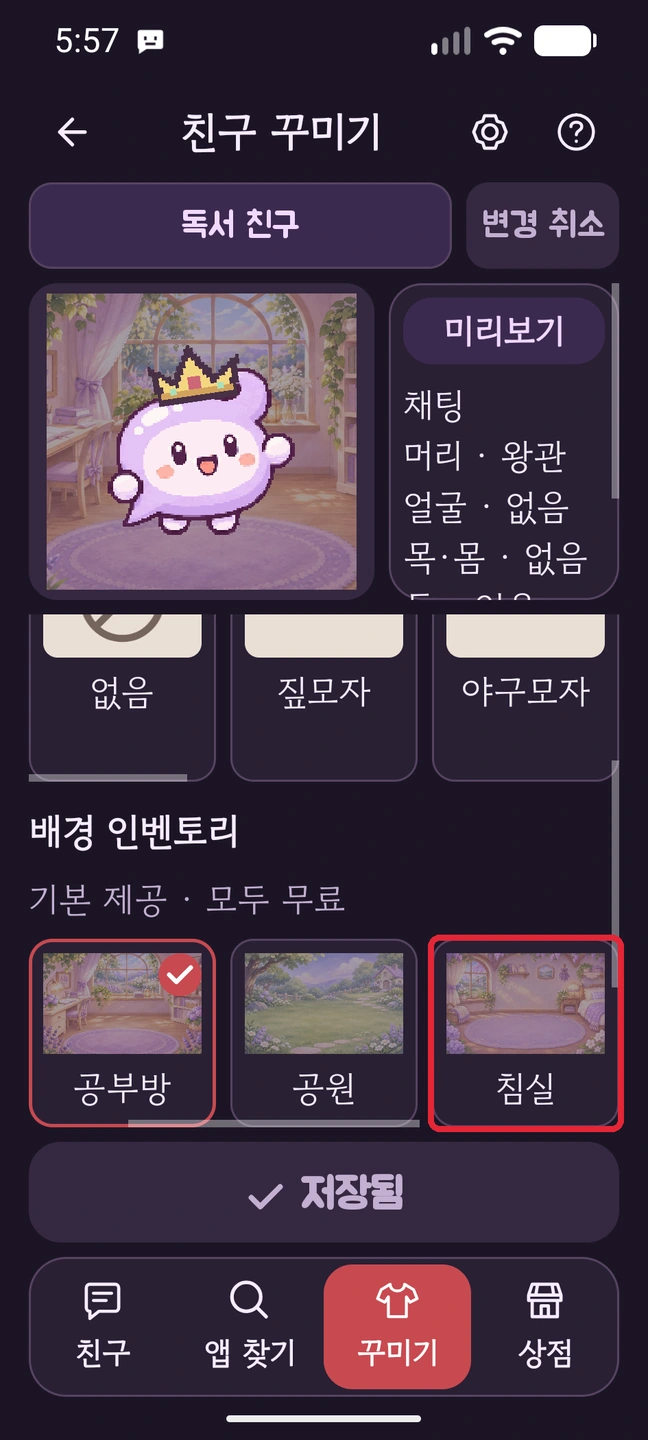 5:57
친구 꾸미기
독서 친구
변경 취소
미리보기
채팅
머리 · 왕관
얼굴 · 없음
목·몸 · 없음
없음
짚모자
야구모자
배경 인벤토리
기본 제공 · 모두 무료
공부방
공원
침실
저장됨
친구
앱 찾기
꾸미기
상점